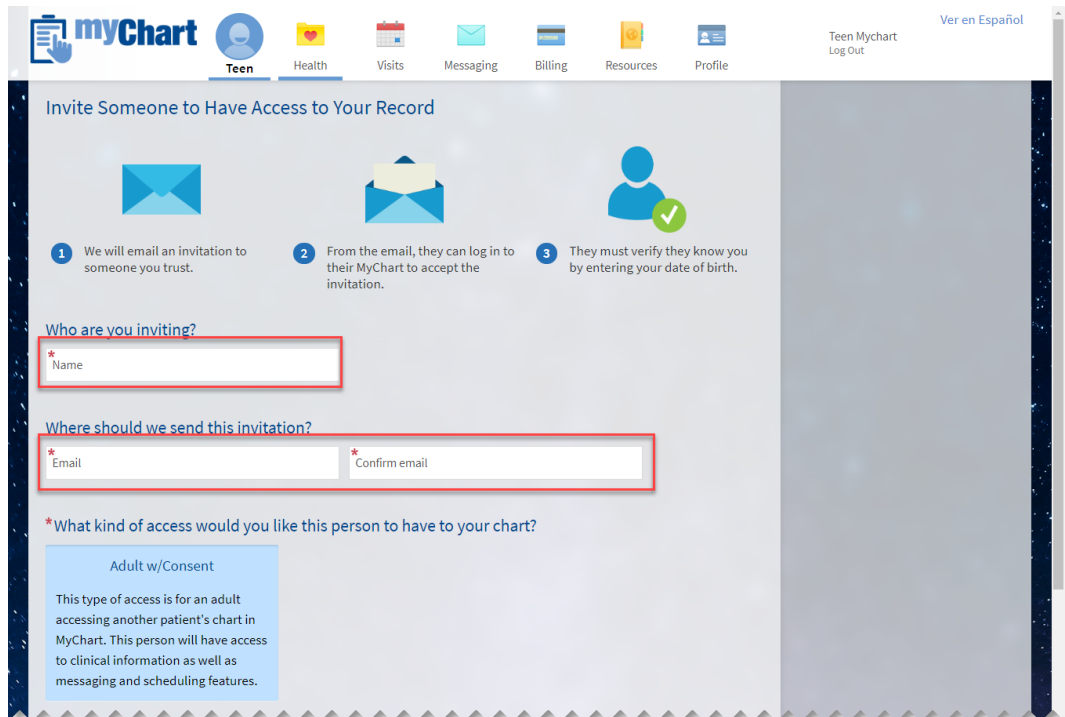 myChart
Teen
Health
Visits
Messaging
Billing
Resources
Profile
Teen Mychart
Log Out
Ver en Español
Invite Someone to Have Access to Your Record
1 We will email an invitation to
someone you trust.
2 From the email, they can log in to
their MyChart to accept the
invitation.
3 They must verify they know you
by entering your date of birth.
Who are you inviting?
*Name
Where should we send this invitation?
*Email
*Confirm email
*What kind of access would you like this person to have to your chart?
Adult w/Consent
This type of access is for an adult
accessing another patient's chart in
MyChart. This person will have access
to clinical information as well as
messaging and scheduling features.